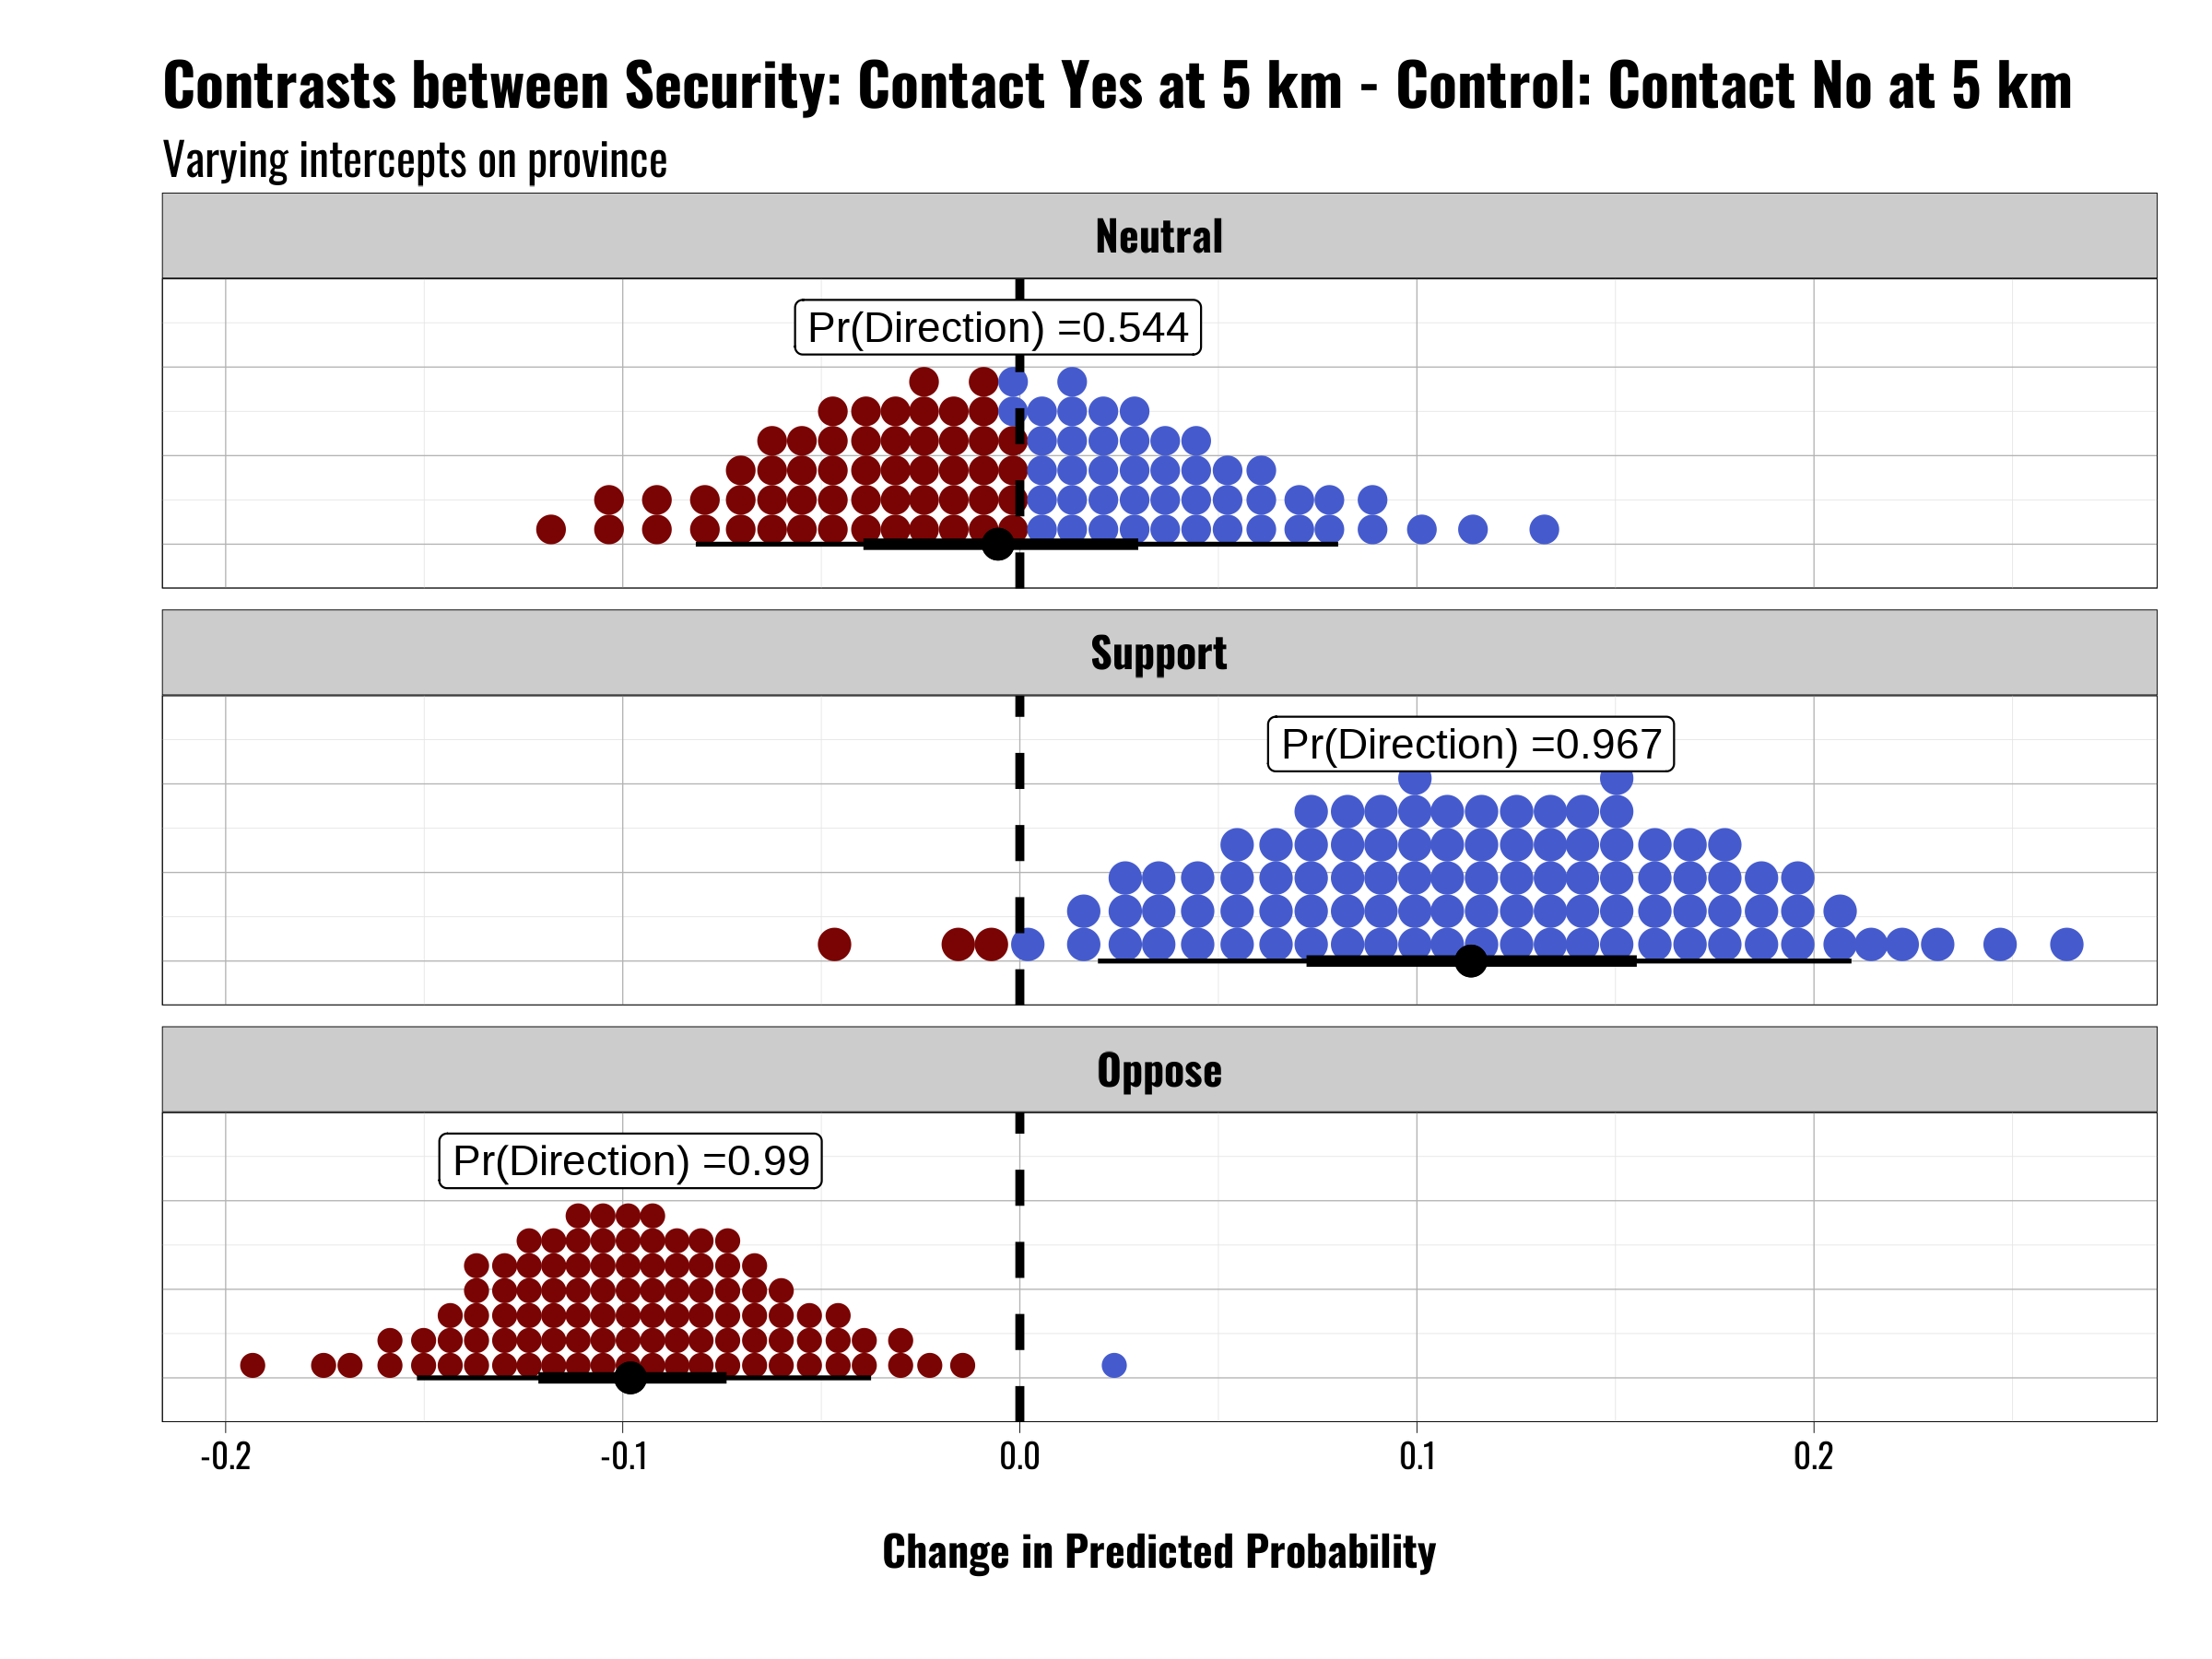 Contrasts between Security: Contact Yes at 5 km - Control: Contact No at 5 km
Varying intercepts on province
Neutral
Pr(Direction) =0.544
Support
Pr(Direction) =0.967
Oppose
Pr(Direction) =0.99
-0.2 -0.1 0.0 0.1 0.2
Change in Predicted Probability